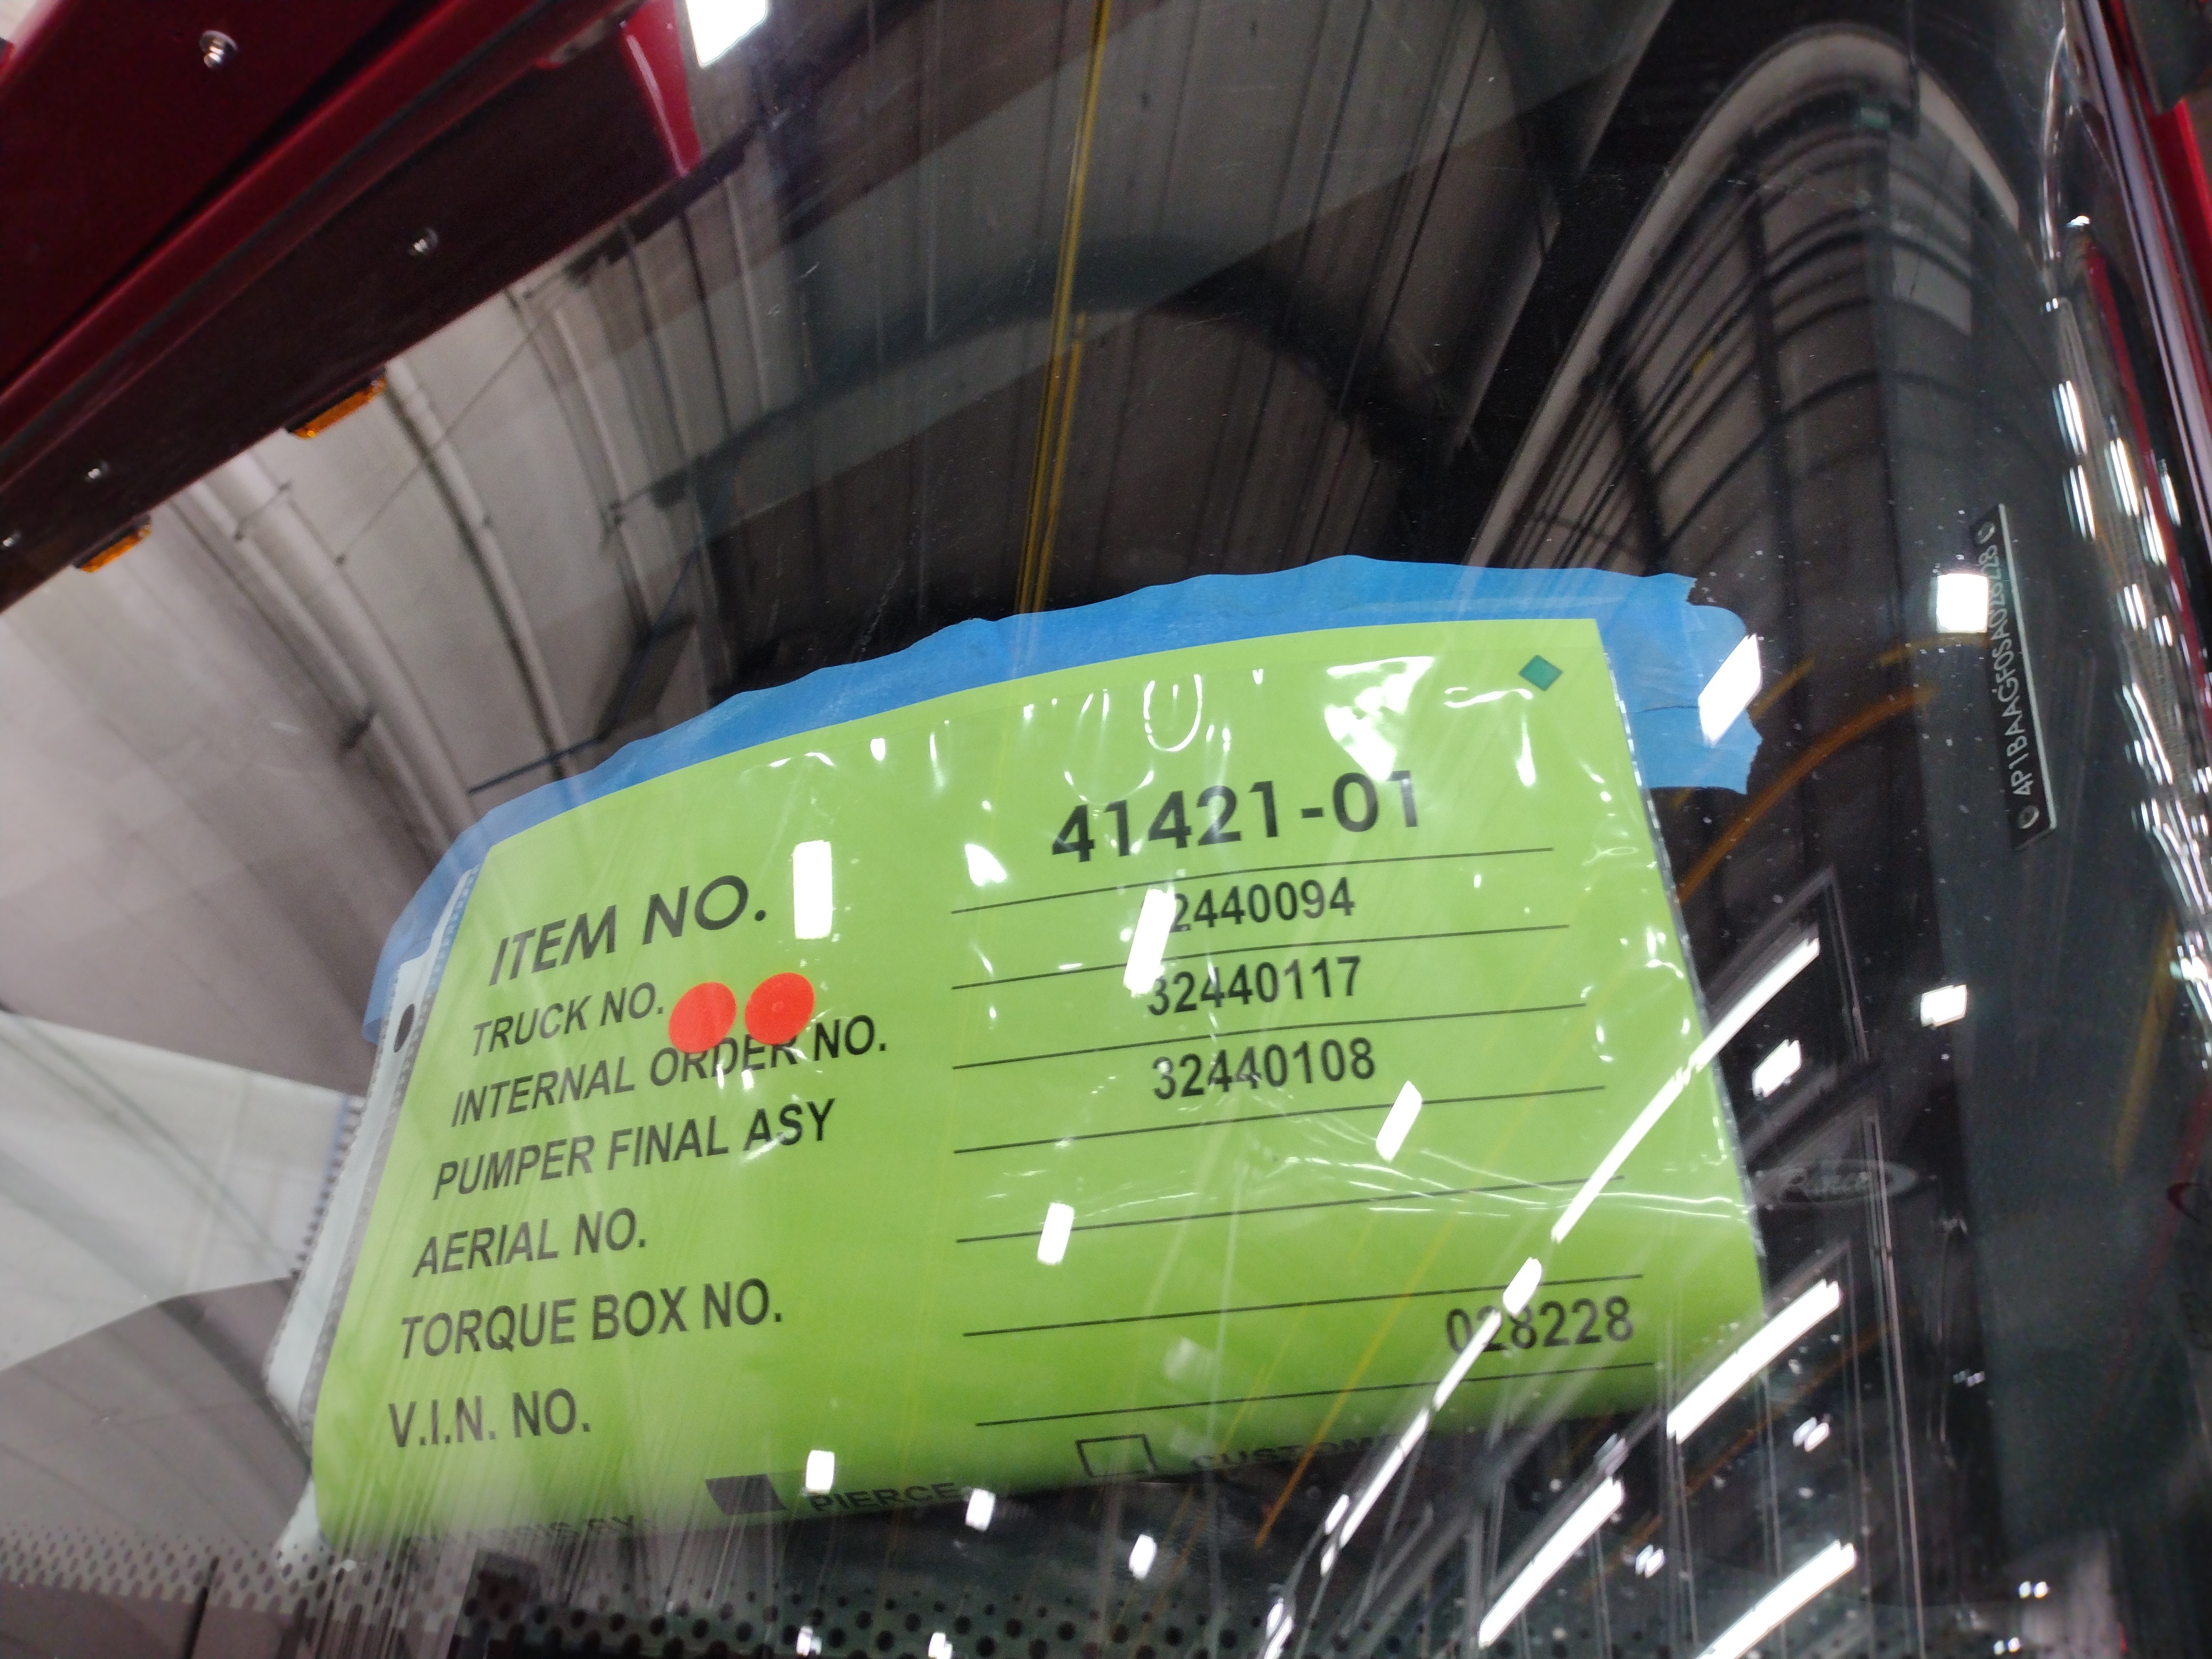 41421-01
ITEM NO.
TRUCK NO. 2440094
INTERNAL ORDER NO. 32440117
PUMPER FINAL ASY 32440108
AERIAL NO.
TORQUE BOX NO.
V.I.N. NO. 028228
PIERCE
CUSTOM